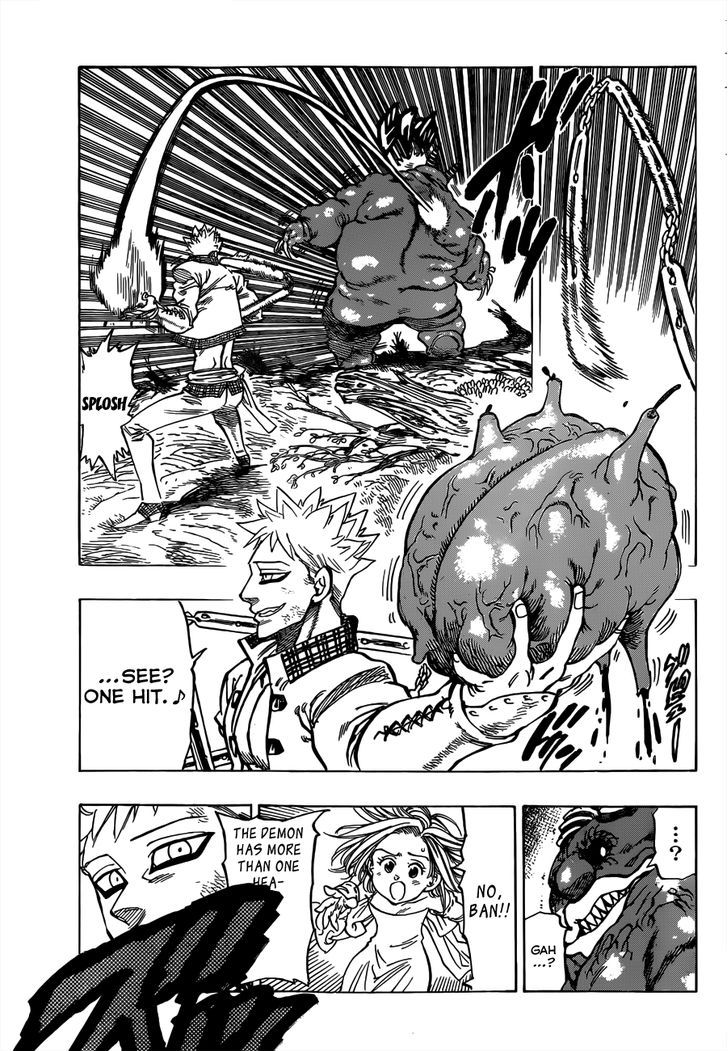 SPLOSH
...SEE?
ONE HIT.♪
...?
GAH
...?
NO,
BAN!!
THE DEMON
HAS MORE
THAN ONE
HEA-